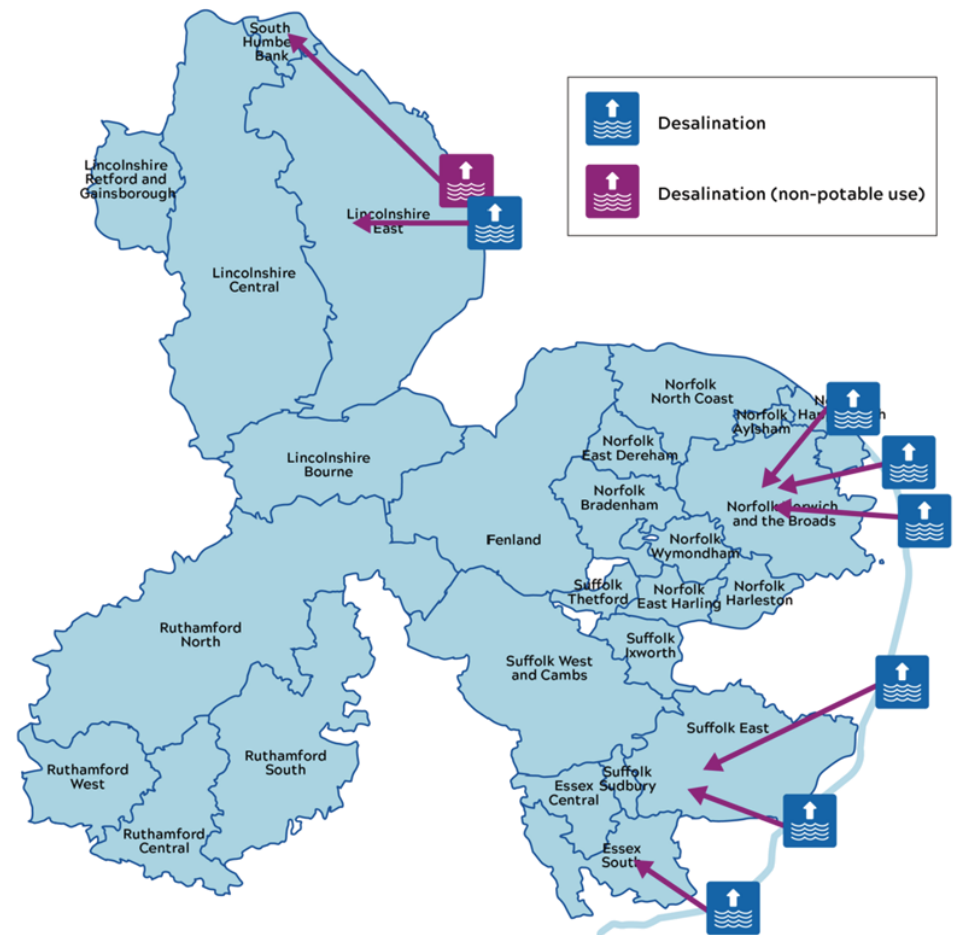 South
Humbe
Bank
Desalination
Desalination (non-potable use)
Lincolnshire
Retford and
Gainsborough
Lincolnshire
East
Lincolnshire
Central
Norfolk
North Coast
Norfolk
Aylsham
Norfolk
East Dereham
Lincolnshire
Bourne
Norfolk
Bradenham
Norfolk
and the Broads
Fenland
Norfolk
Wymondham
Suffolk
Thetford
Norfolk
East Harling
Norfolk
Harleston
Ruthamford
North
Suffolk
Ixworth
Suffolk West
and Cambs
Suffolk East
Ruthamford
South
Ruthamford
West
Suffolk
Sudbury
Essex
Central
Ruthamford
Central
Essex
South